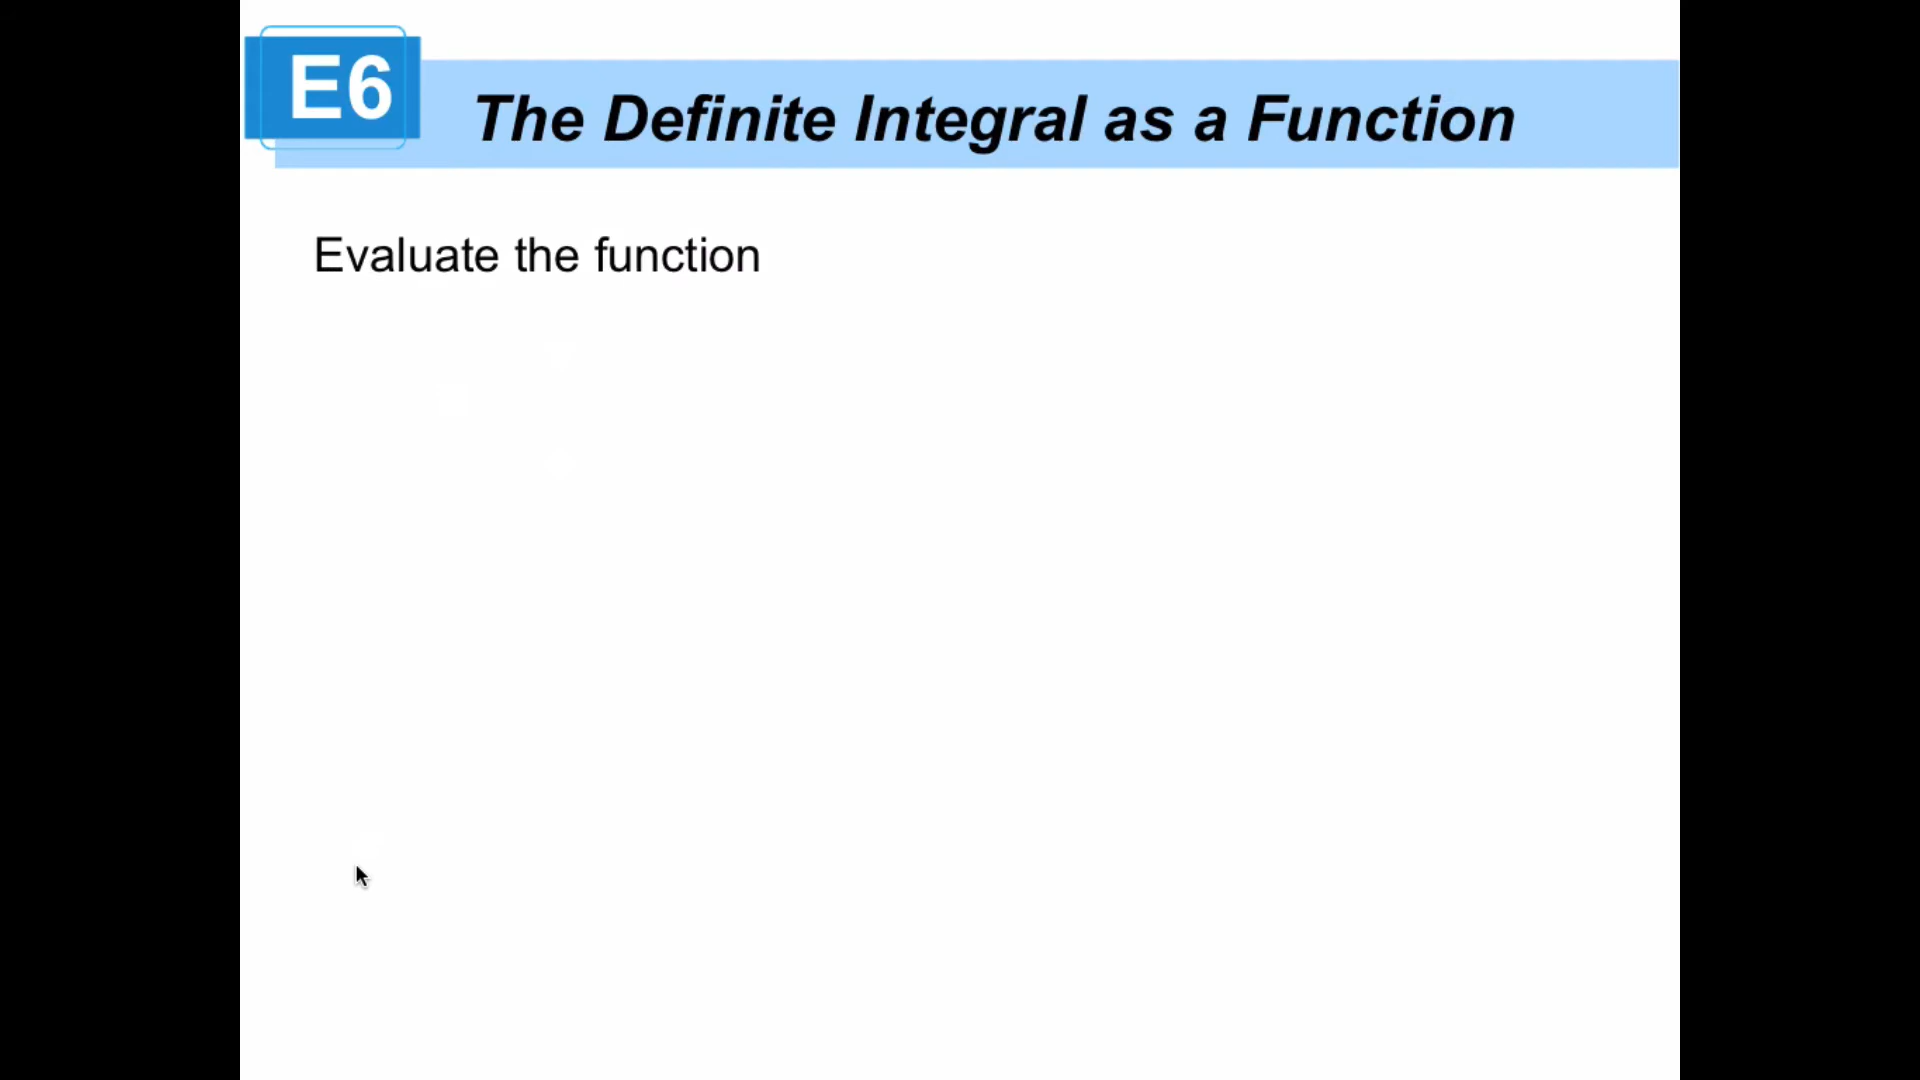 E6
The Definite Integral as a Function
Evaluate the function